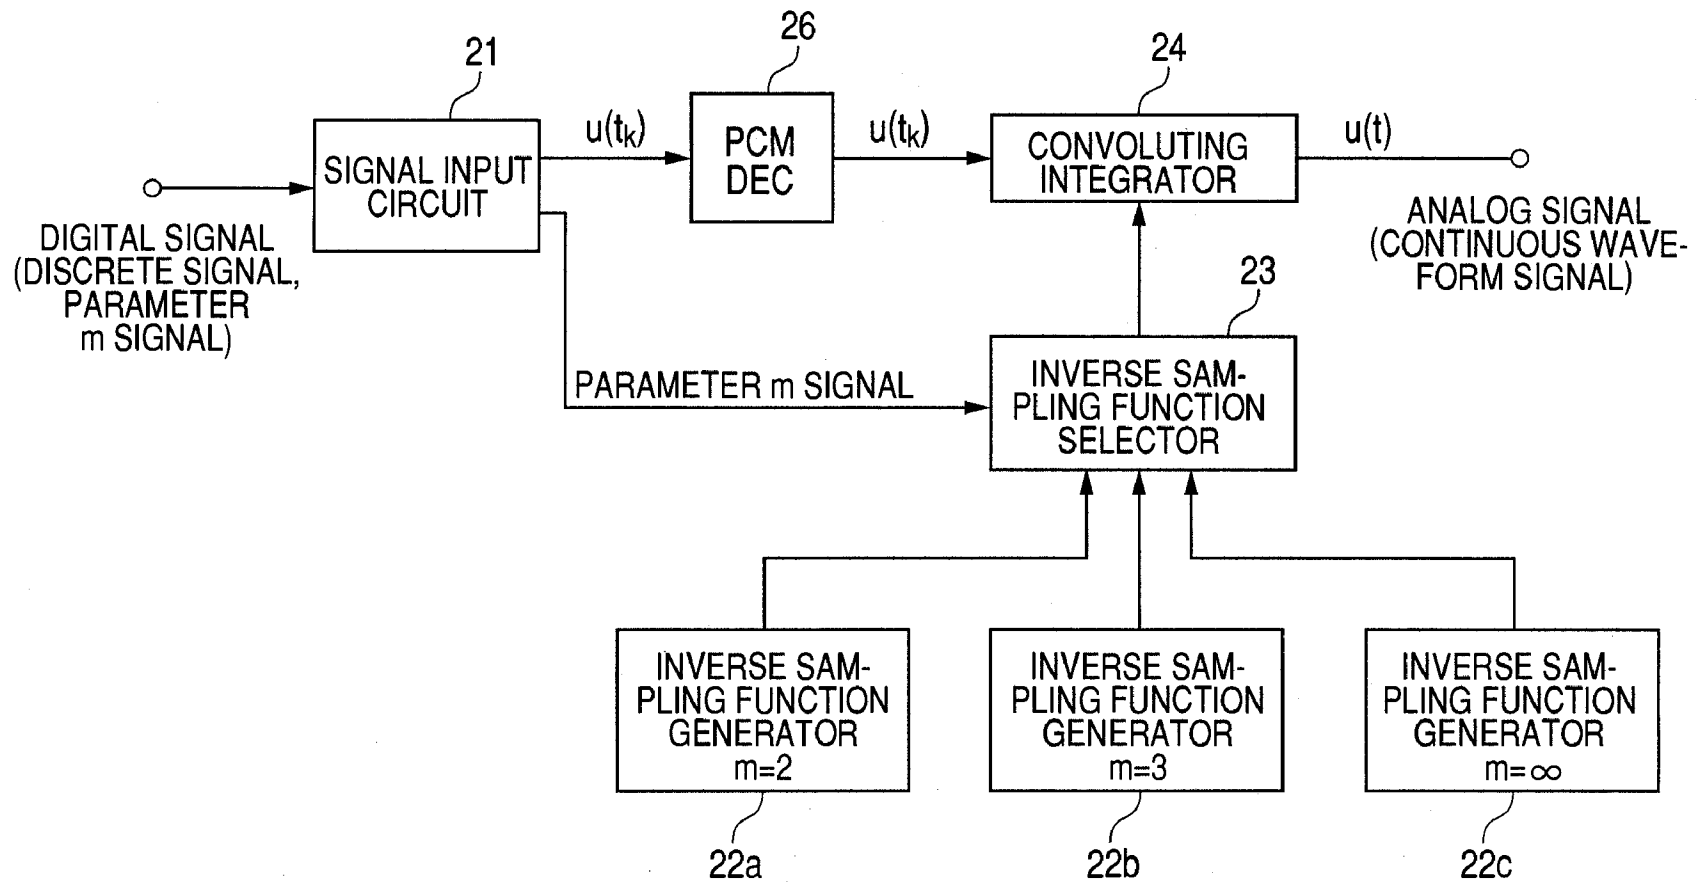 21
26
24
SIGNAL INPUT
CIRCUIT
u(tk)
PCM
DEC
u(tk)
CONVOLUTING
INTEGRATOR
u(t)
DIGITAL SIGNAL
(DISCRETE SIGNAL,
PARAMETER
m SIGNAL)
ANALOG SIGNAL
(CONTINUOUS WAVE-
FORM SIGNAL)
23
PARAMETER m SIGNAL
INVERSE SAM-
PLING FUNCTION
SELECTOR
INVERSE SAM-
PLING FUNCTION
GENERATOR
m=2
INVERSE SAM-
PLING FUNCTION
GENERATOR
m=3
INVERSE SAM-
PLING FUNCTION
GENERATOR
m=∞
22a
22b
22c